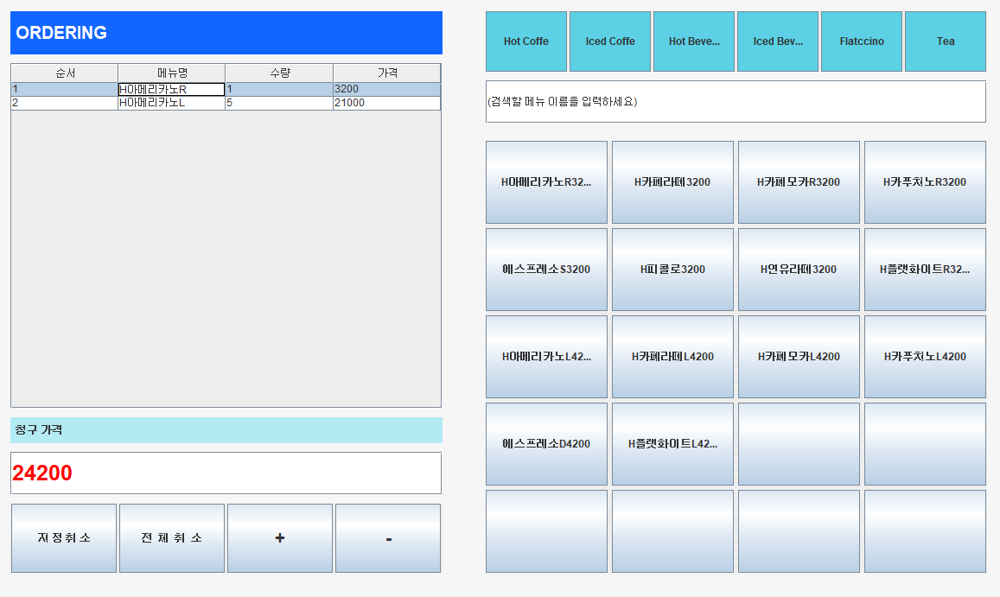 ORDERING
순서 메뉴명 수량 가격
1 H아메리카노R 1 3200
2 H아메리카노L 5 21000
청구 가격
24200
지정취소 전 체 취 소 + -
Hot Coffe Iced Coffe Hot Beve... Iced Bev... Flatccino Tea
(검색할 메뉴 이름을 입력하세요)
H아메리카노R32... H카페라떼3200 H카페모카R3200 H카푸치노R3200
에스프레소S3200 H피콜로3200 H연유라떼3200 H플랫화이트R32...
H아메리카노L42... H카페라떼L4200 H카페모카L4200 H카푸치노L4200
에스프레소D4200 H플랫화이트L42...